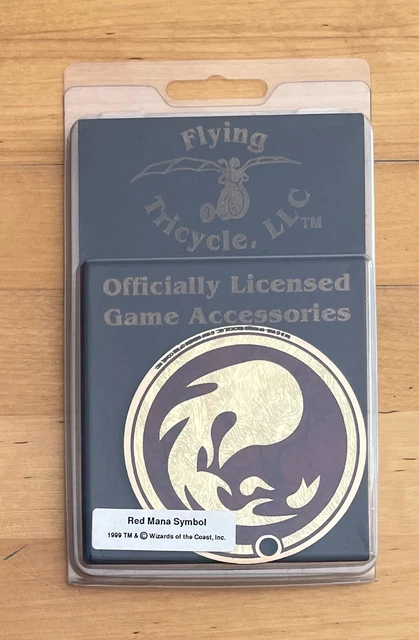 Flying
Tricycle, LLC™
Officially Licensed
Game Accessories
Red Mana Symbol
1999 TM & © Wizards of the Coast, Inc.